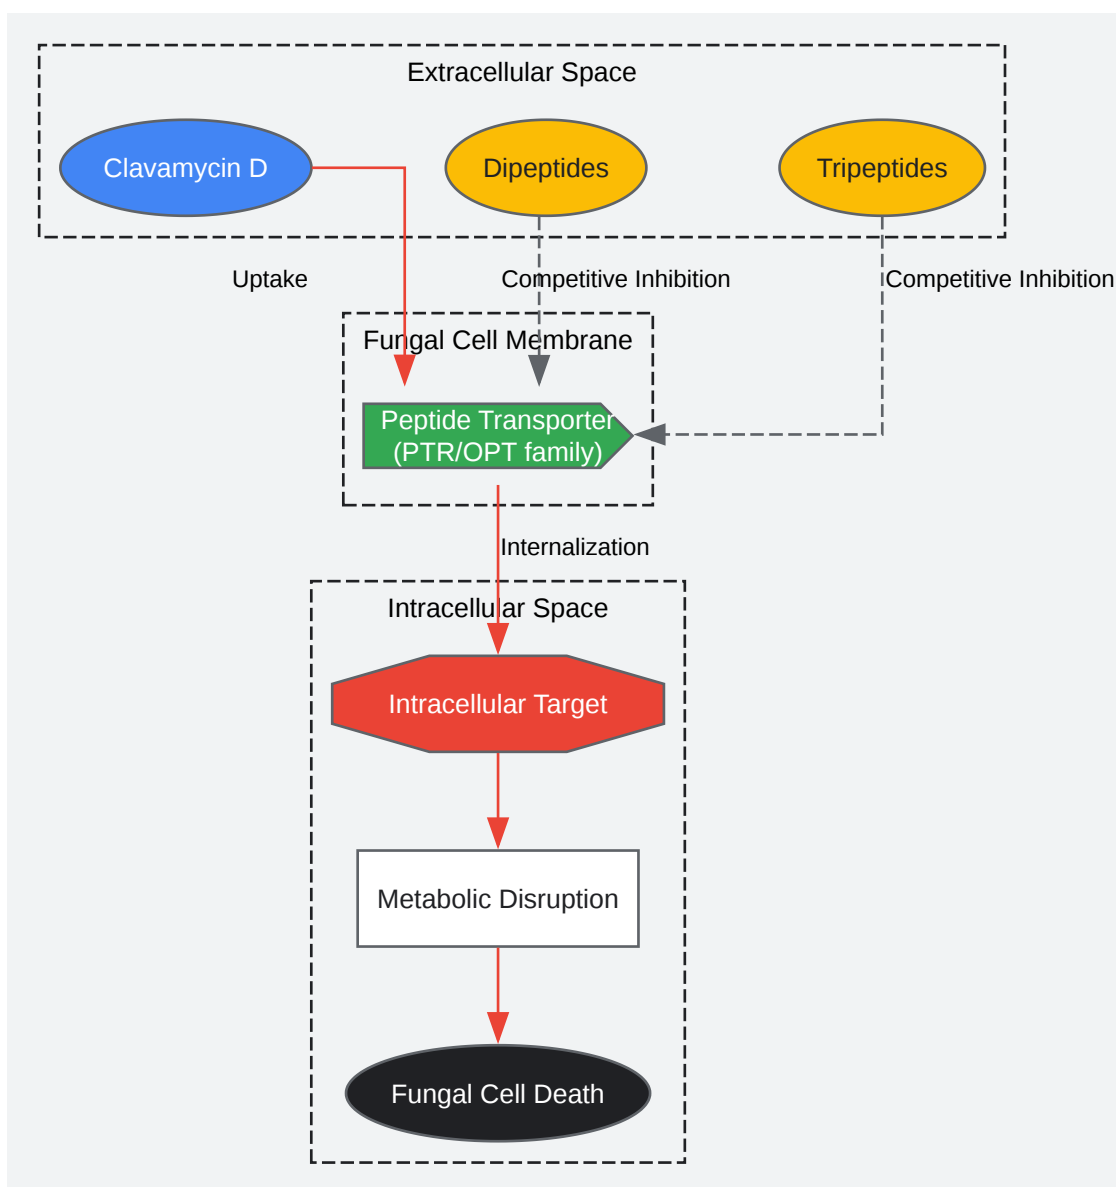 Extracellular Space
Clavamycin D
Dipeptides
Tripeptides
Uptake
Competitive Inhibition
Competitive Inhibition
Fungal Cell Membrane
Peptide Transporter
(PTR/OPT family)
Internalization
Intracellular Space
Intracellular Target
Metabolic Disruption
Fungal Cell Death